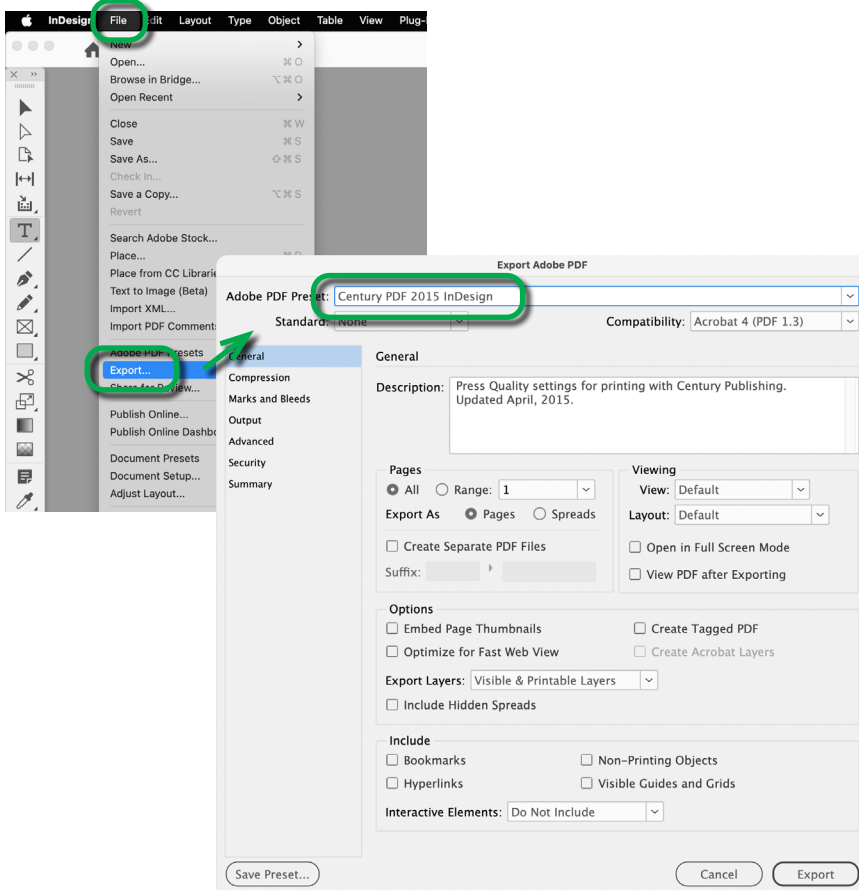 InDesign File Edit Layout Type Object Table View Plug-
New
Open... ⌘ O
Browse in Bridge... ⌥ ⌘ O
Open Recent
Close ⌘ W
Save ⌘ S
Save As... ⇧ ⌘ S
Check In...
Save a Copy... ⌥ ⌘ S
Revert
Search Adobe Stock...
Place... ⌘ D
Place from CC Librarie
Text to Image (Beta)
Import XML...
Import PDF Comment
Adobe PDF Presets
Export...
Share for Review...
Publish Online...
Publish Online Dashbo
Document Presets
Document Setup...
Adjust Layout...
Export Adobe PDF
Adobe PDF Preset: Century PDF 2015 InDesign
Standard: None Compatibility: Acrobat 4 (PDF 1.3)
General
Compression
Marks and Bleeds
Output
Advanced
Security
Summary
General
Description: Press Quality settings for printing with Century Publishing.
Updated April, 2015.
Pages
All Range: 1
Export As Pages Spreads
Create Separate PDF Files
Suffix:
Viewing
View: Default
Layout: Default
Open in Full Screen Mode
View PDF after Exporting
Options
Embed Page Thumbnails Create Tagged PDF
Optimize for Fast Web View Create Acrobat Layers
Export Layers: Visible & Printable Layers
Include Hidden Spreads
Include
Bookmarks Non-Printing Objects
Hyperlinks Visible Guides and Grids
Interactive Elements: Do Not Include
Save Preset... Cancel Export